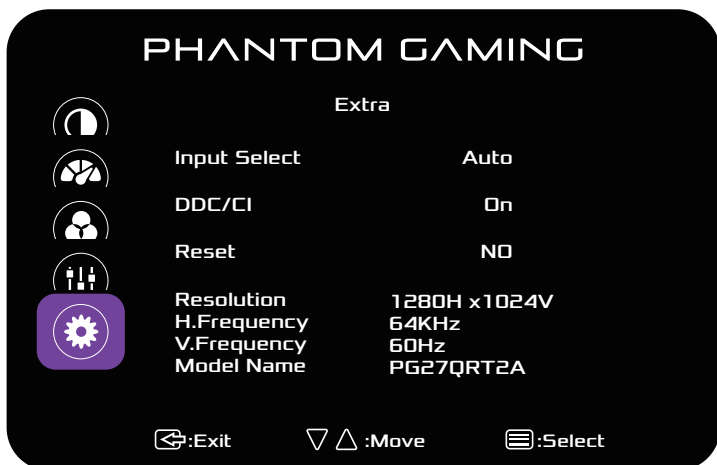 PHANTOM GAMING
Extra
Input Select Auto
DDC/CI On
Reset NO
Resolution 1280H x1024V
H.Frequency 64KHz
V.Frequency 60Hz
Model Name PG27QRT2A
:Exit ▽ △ :Move :Select